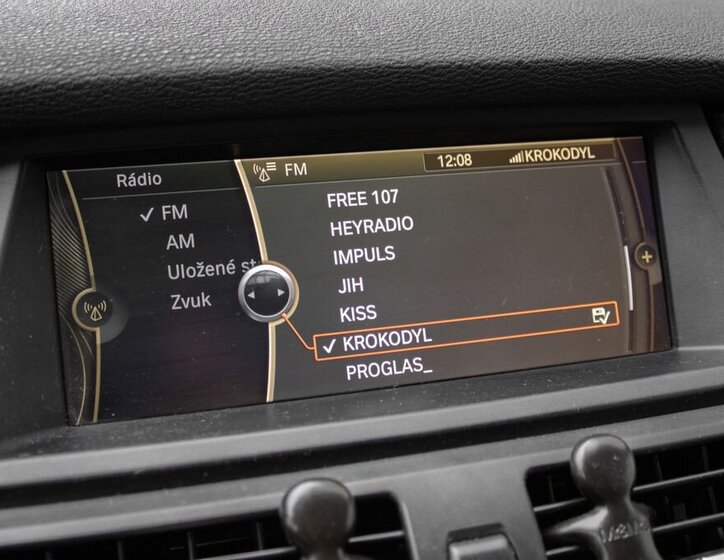 Rádio
FM
AM
Uložené st
Zvuk
FM
12:08
KROKODYL
FREE 107
HEYRADIO
IMPULS
JIH
KISS
KROKODYL
PROGLAS_